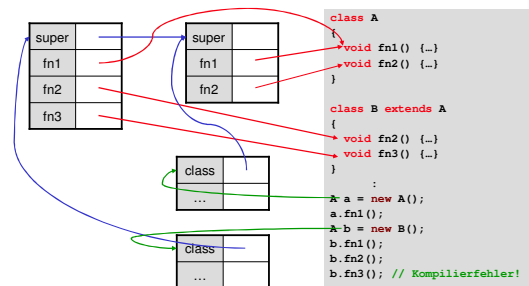 super
fn1
fn2
fn3
super
fn1
fn2
class
…
class
…
class A
{
void fn1() {…}
void fn2() {…}
}
class B extends A
{
void fn2() {…}
void fn3() {…}
}
:
A a = new A();
a.fn1();
A b = new B();
b.fn1();
b.fn2();
b.fn3(); // Kompilierfehler!